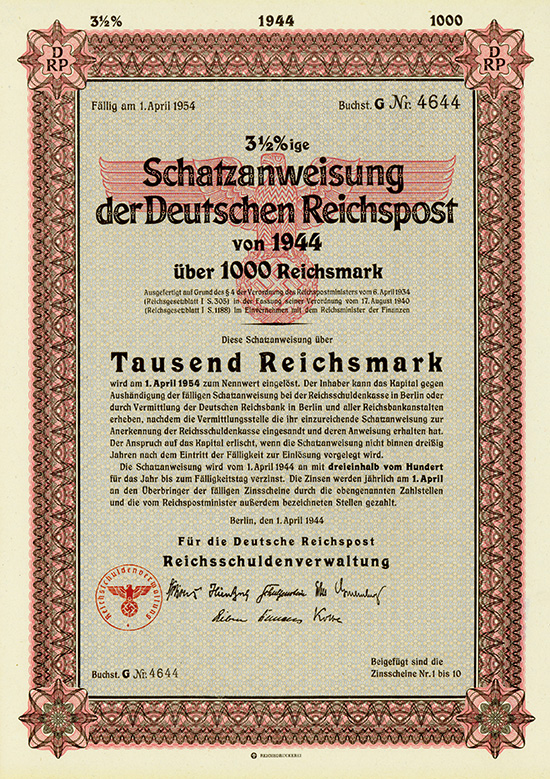 3½% 1944 1000
D RP
D RP
Fällig am 1. April 1954 Buchst. G Nr. 4644
3½%ige
Schatzanweisung
der Deutschen Reichspost
von 1944
über 1000 Reichsmark
Ausgefertigt auf Grund des § 4 der Verordnung des Reichspostministers vom 6. April 1934
(Reichsgesetzblatt I S. 305) in der Fassung seiner Verordnung vom 17. August 1940
(Reichsgesetzblatt I S. 1188) im Einvernehmen mit dem Reichsminister der Finanzen
Diese Schatzanweisung über
Tausend Reichsmark
wird am 1. April 1954 zum Nennwert eingelöst. Der Inhaber kann das Kapital gegen
Aushändigung der fälligen Schatzanweisung bei der Reichsschuldenkasse in Berlin oder
durch Vermittlung der Deutschen Reichsbank in Berlin und aller Reichsbankanstalten
erheben, nachdem die Vermittlungsstelle die ihr einzureichende Schatzanweisung zur
Anerkennung der Reichsschuldenkasse eingesandt und deren Anweisung erhalten hat.
Der Anspruch auf das Kapital erlischt, wenn die Schatzanweisung nicht binnen dreißig
Jahren nach dem Eintritt der Fälligkeit zur Einlösung vorgelegt wird.
Die Schatzanweisung wird vom 1. April 1944 an mit dreieinhalb vom Hundert
für das Jahr bis zum Fälligkeitstag verzinst. Die Zinsen werden jährlich am 1. April
an den Überbringer der fälligen Zinsscheine durch die obengenannten Zahlstellen
und die vom Reichspostminister außerdem bezeichneten Stellen gezahlt.
Berlin, den 1. April 1944
Für die Deutsche Reichspost
Reichsschuldenverwaltung
Reichsschuldenverwaltung
Beigefügt sind die
Buchst. G Nr. 4644 Zinsscheine Nr. 1 bis 10
REICHSDRUCKEREI